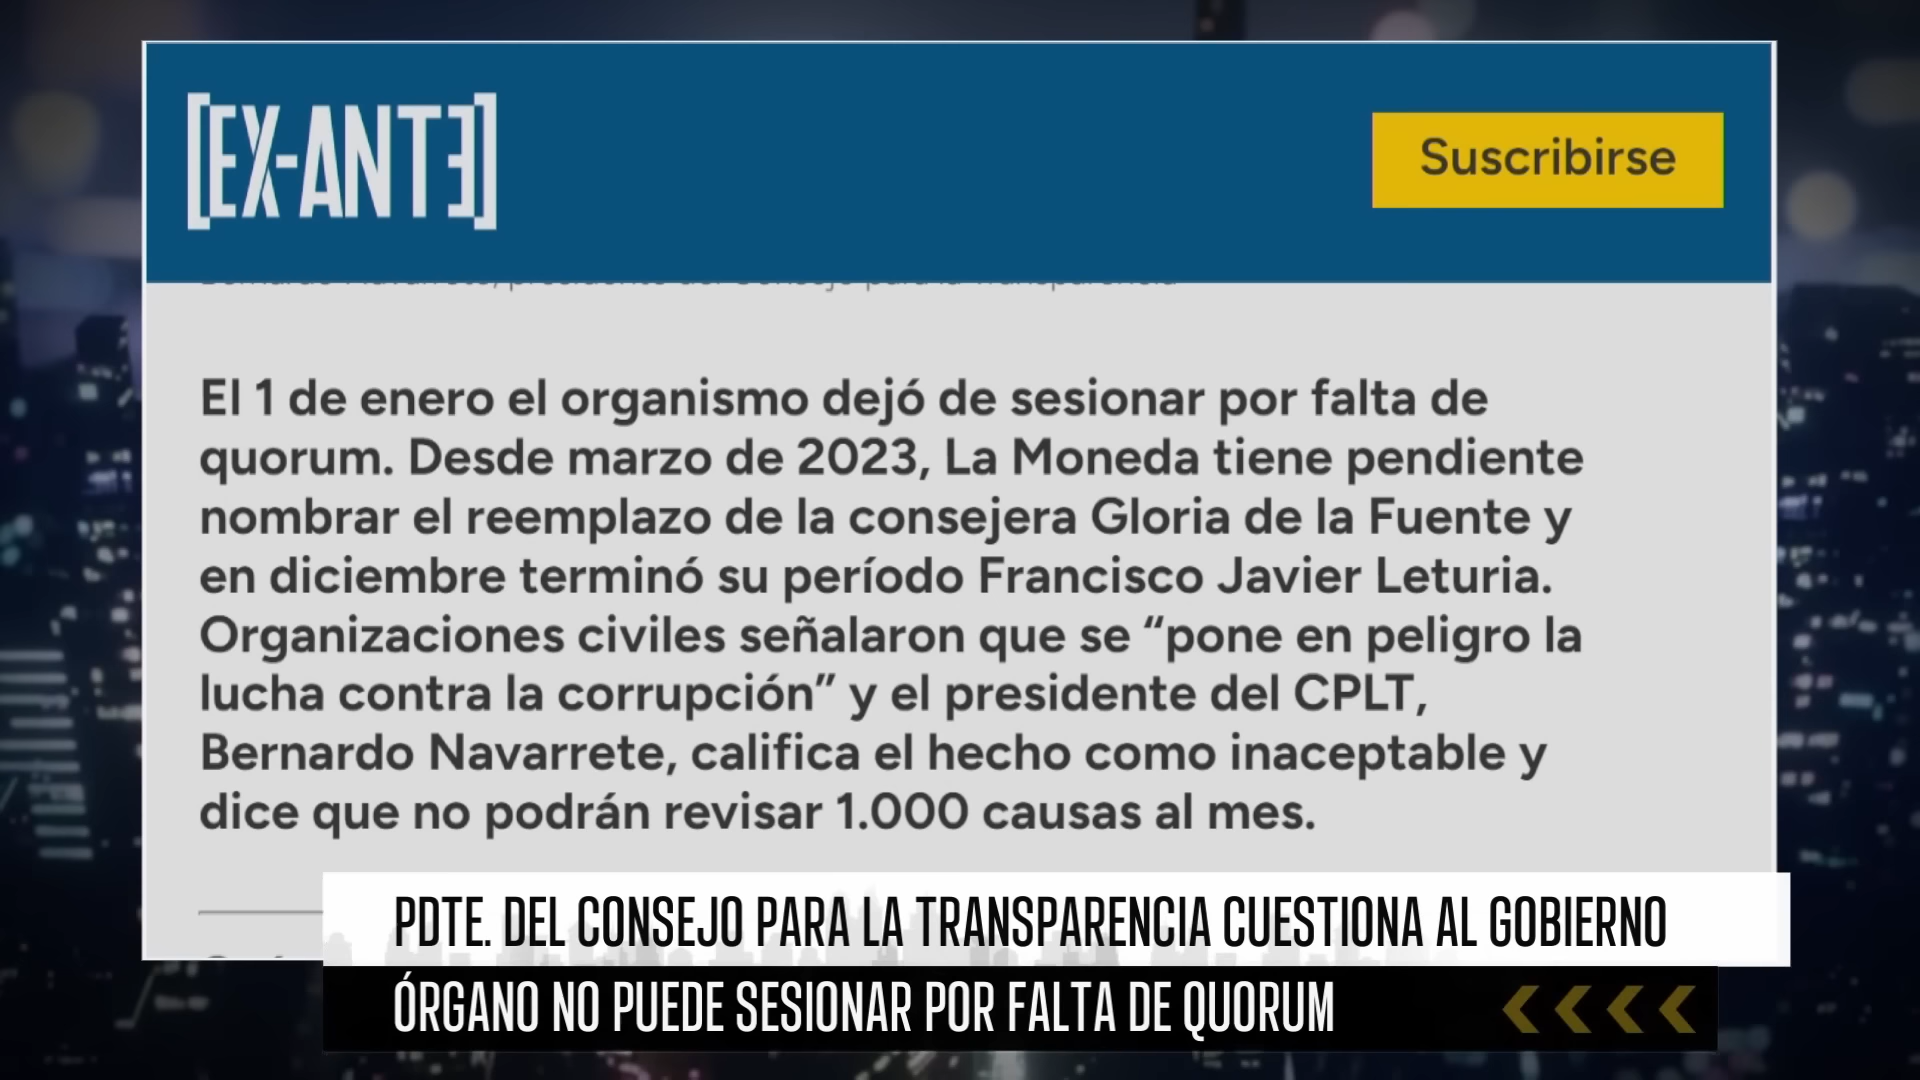 [EX-ANTE]
Suscribirse
El 1 de enero el organismo dejó de sesionar por falta de
quorum. Desde marzo de 2023, La Moneda tiene pendiente
nombrar el reemplazo de la consejera Gloria de la Fuente y
en diciembre terminó su período Francisco Javier Leturia.
Organizaciones civiles señalaron que se “pone en peligro la
lucha contra la corrupción” y el presidente del CPLT,
Bernardo Navarrete, califica el hecho como inaceptable y
dice que no podrán revisar 1.000 causas al mes.
PDTE. DEL CONSEJO PARA LA TRANSPARENCIA CUESTIONA AL GOBIERNO
ÓRGANO NO PUEDE SESIONAR POR FALTA DE QUORUM